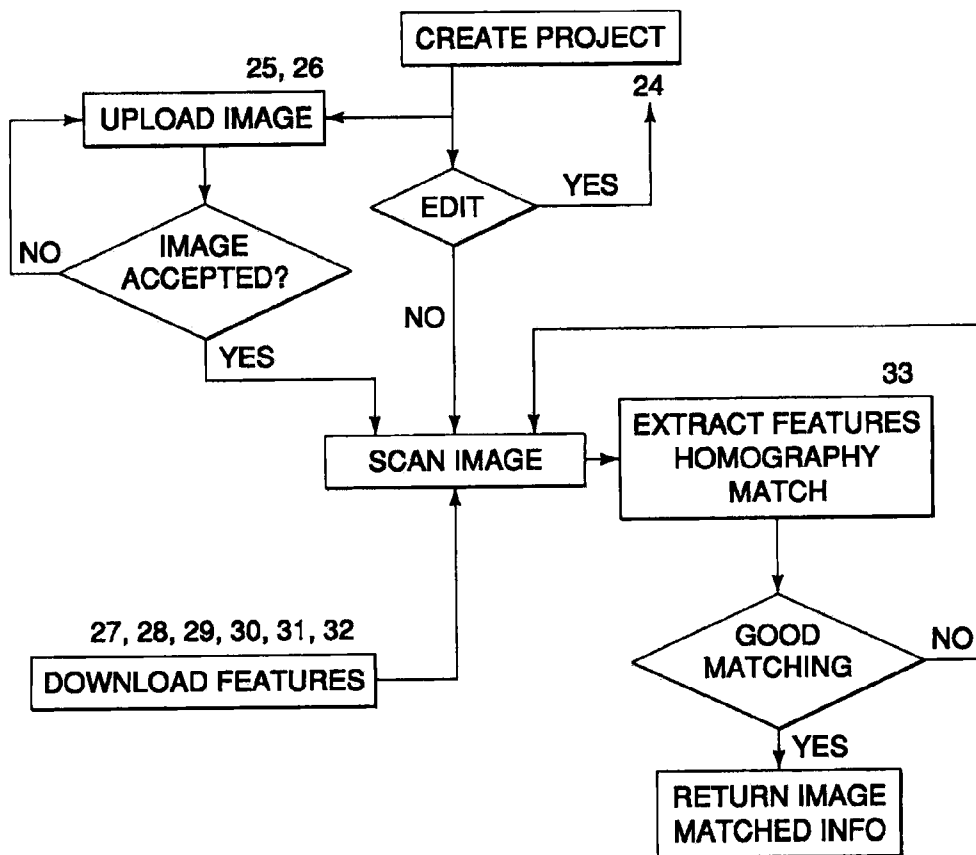 CREATE PROJECT
25, 26
24
UPLOAD IMAGE
YES
EDIT
NO
IMAGE
ACCEPTED?
NO
YES
33
EXTRACT FEATURES
HOMOGRAPHY
MATCH
SCAN IMAGE
27, 28, 29, 30, 31, 32
DOWNLOAD FEATURES
GOOD
MATCHING
NO
YES
RETURN IMAGE
MATCHED INFO